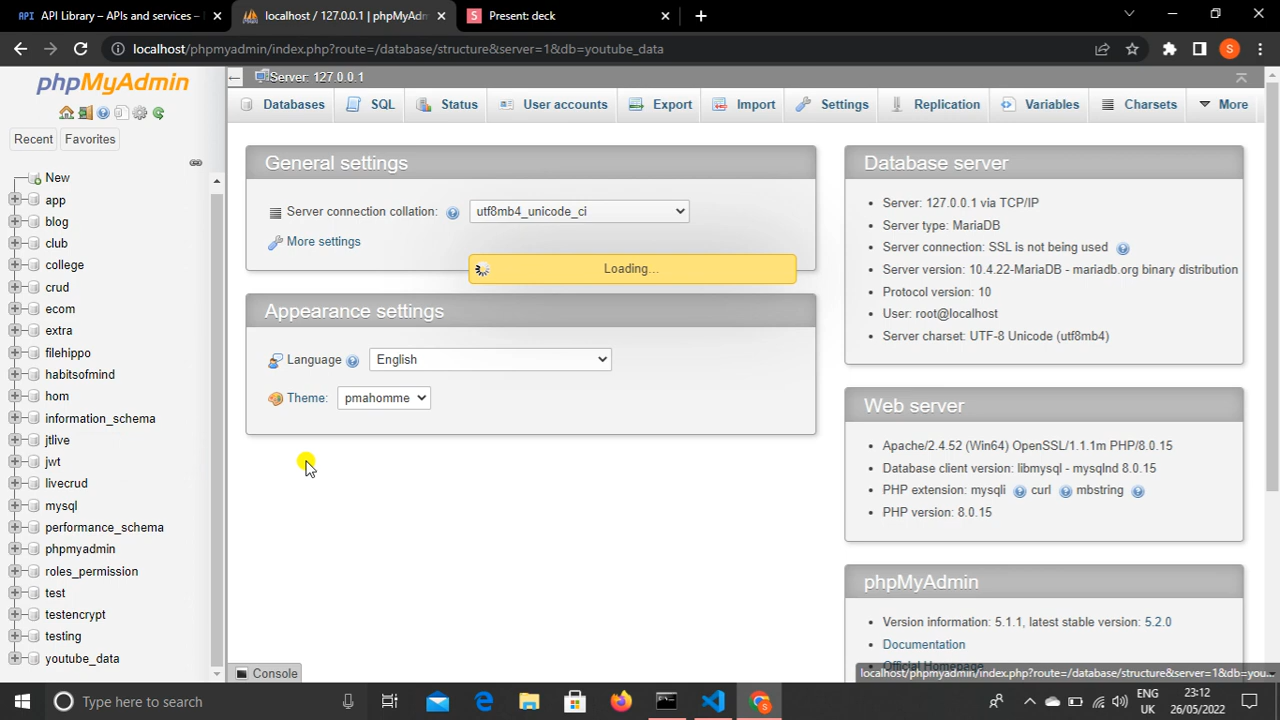 API Library – APIs and services –
localhost / 127.0.0.1 | phpMyAdm
Present: deck
localhost/phpmyadmin/index.php?route=/database/structure&server=1&db=youtube_data
phpMyAdmin
Recent
Favorites
New
app
blog
club
college
crud
ecom
extra
filehippo
habitsofmind
hom
information_schema
jtlive
jwt
livecrud
mysql
performance_schema
phpmyadmin
roles_permission
test
testencrypt
testing
youtube_data
Server: 127.0.0.1
Databases
SQL
Status
User accounts
Export
Import
Settings
Replication
Variables
Charsets
More
General settings
Server connection collation:
utf8mb4_unicode_ci
More settings
Loading...
Appearance settings
Language
English
Theme:
pmahomme
Database server
Server: 127.0.0.1 via TCP/IP
Server type: MariaDB
Server connection: SSL is not being used
Server version: 10.4.22-MariaDB - mariadb.org binary distribution
Protocol version: 10
User: root@localhost
Server charset: UTF-8 Unicode (utf8mb4)
Web server
Apache/2.4.52 (Win64) OpenSSL/1.1.1m PHP/8.0.15
Database client version: libmysql - mysqlnd 8.0.15
PHP extension: mysqli curl mbstring
PHP version: 8.0.15
phpMyAdmin
Version information: 5.1.1, latest stable version: 5.2.0
Documentation
Official Homepage
Console
localhost/phpmyadmin/index.php?route=/database/structure&server=1&db=you...
Type here to search
ENG
UK
23:12
26/05/2022